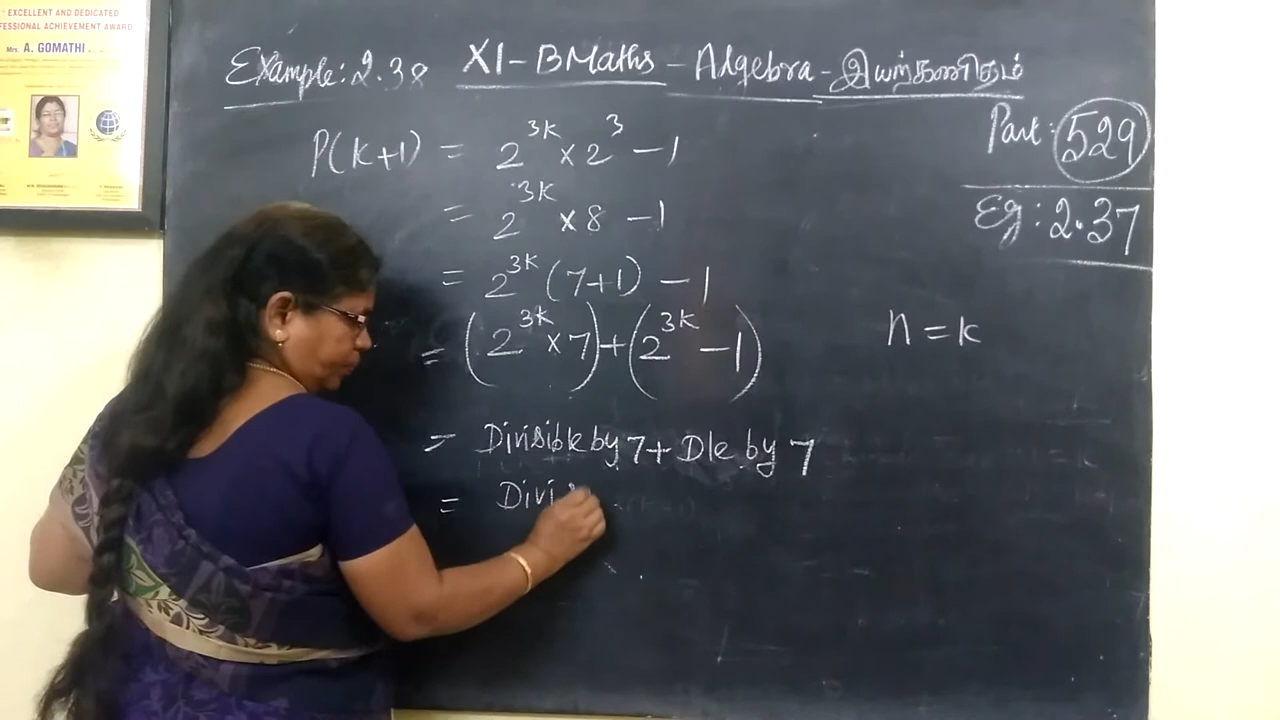 EXCELLENT AND DEDICATED
PROFESSIONAL ACHIEVEMENT AWARD
Mrs. A. GOMATHI
Example: 2.38 XI-BMaths - Algebra - இயற்கணிதம்
Part: 529
Eg: 2.37
P(k+1) = 2^{3k} × 2^3 - 1
= 2^{3k} × 8 - 1
= 2^{3k} (7+1) - 1
= (2^{3k} × 7) + (2^{3k} - 1)
n = k
= Divisible by 7 + Dle by 7
= Divis